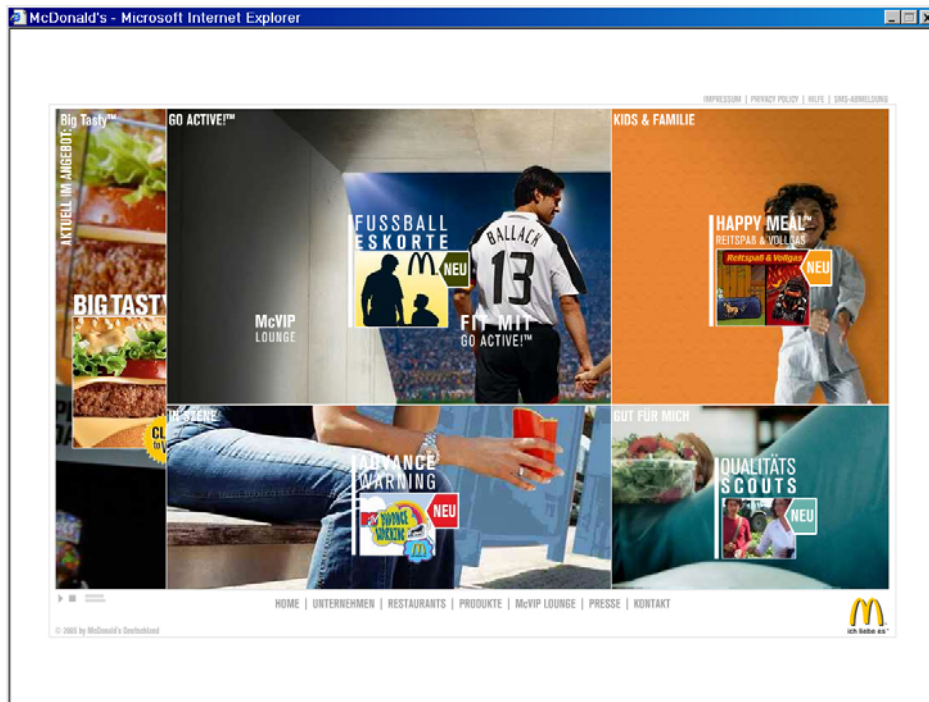 McDonald's - Microsoft Internet Explorer
IMPRESSUM | PRIVACY POLICY | HILFE | SMS-ABMELDUNG
Big Tasty™
AKTUELL IM ANGEBOT:
BIG TASTY
GO ACTIVE!™
FUSSBALL
ESKORTE
NEU
BALLACK
13
McVIP
LOUNGE
FIT MIT
GO ACTIVE!™
KIDS & FAMILIE
HAPPY MEAL™
REITSPAß & VOLLGAS
Reitspaß & Vollgas
NEU
IN SZENE
ADVANCE
WARNING
NEU
ADVANCE
WARNING
GUT FÜR MICH
QUALITÄTS
SCOUTS
NEU
HOME | UNTERNEHMEN | RESTAURANTS | PRODUKTE | McVIP LOUNGE | PRESSE | KONTAKT
by McDonald's Deutschland
ich liebe es